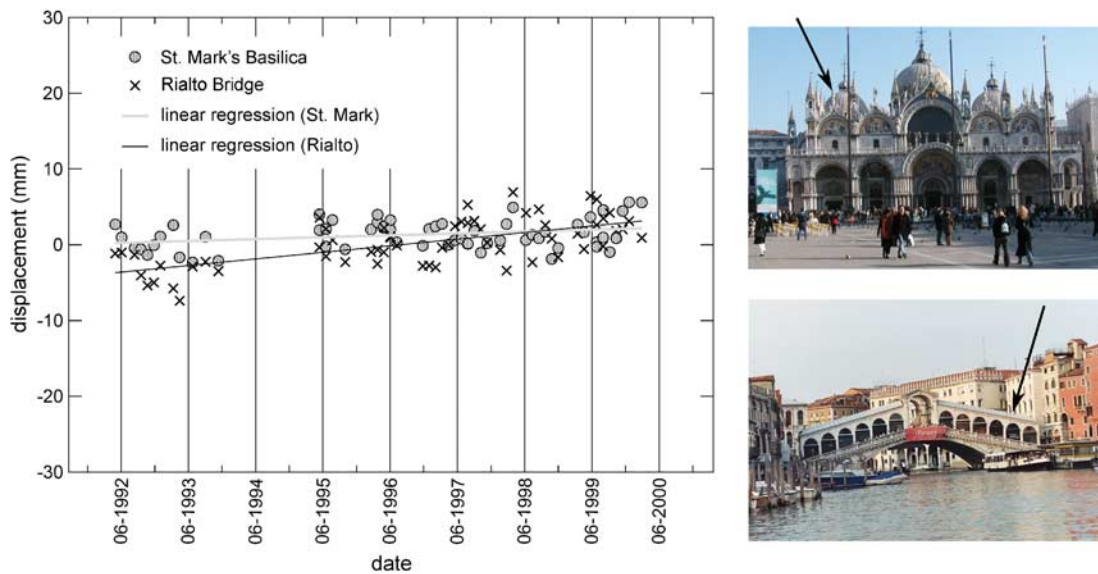 30
20
10
0
-10
-20
-30
displacement (mm)
St. Mark's Basilica
Rialto Bridge
linear regression (St. Mark)
linear regression (Rialto)
06-1992
06-1993
06-1994
06-1995
06-1996
06-1997
06-1998
06-1999
06-2000
date